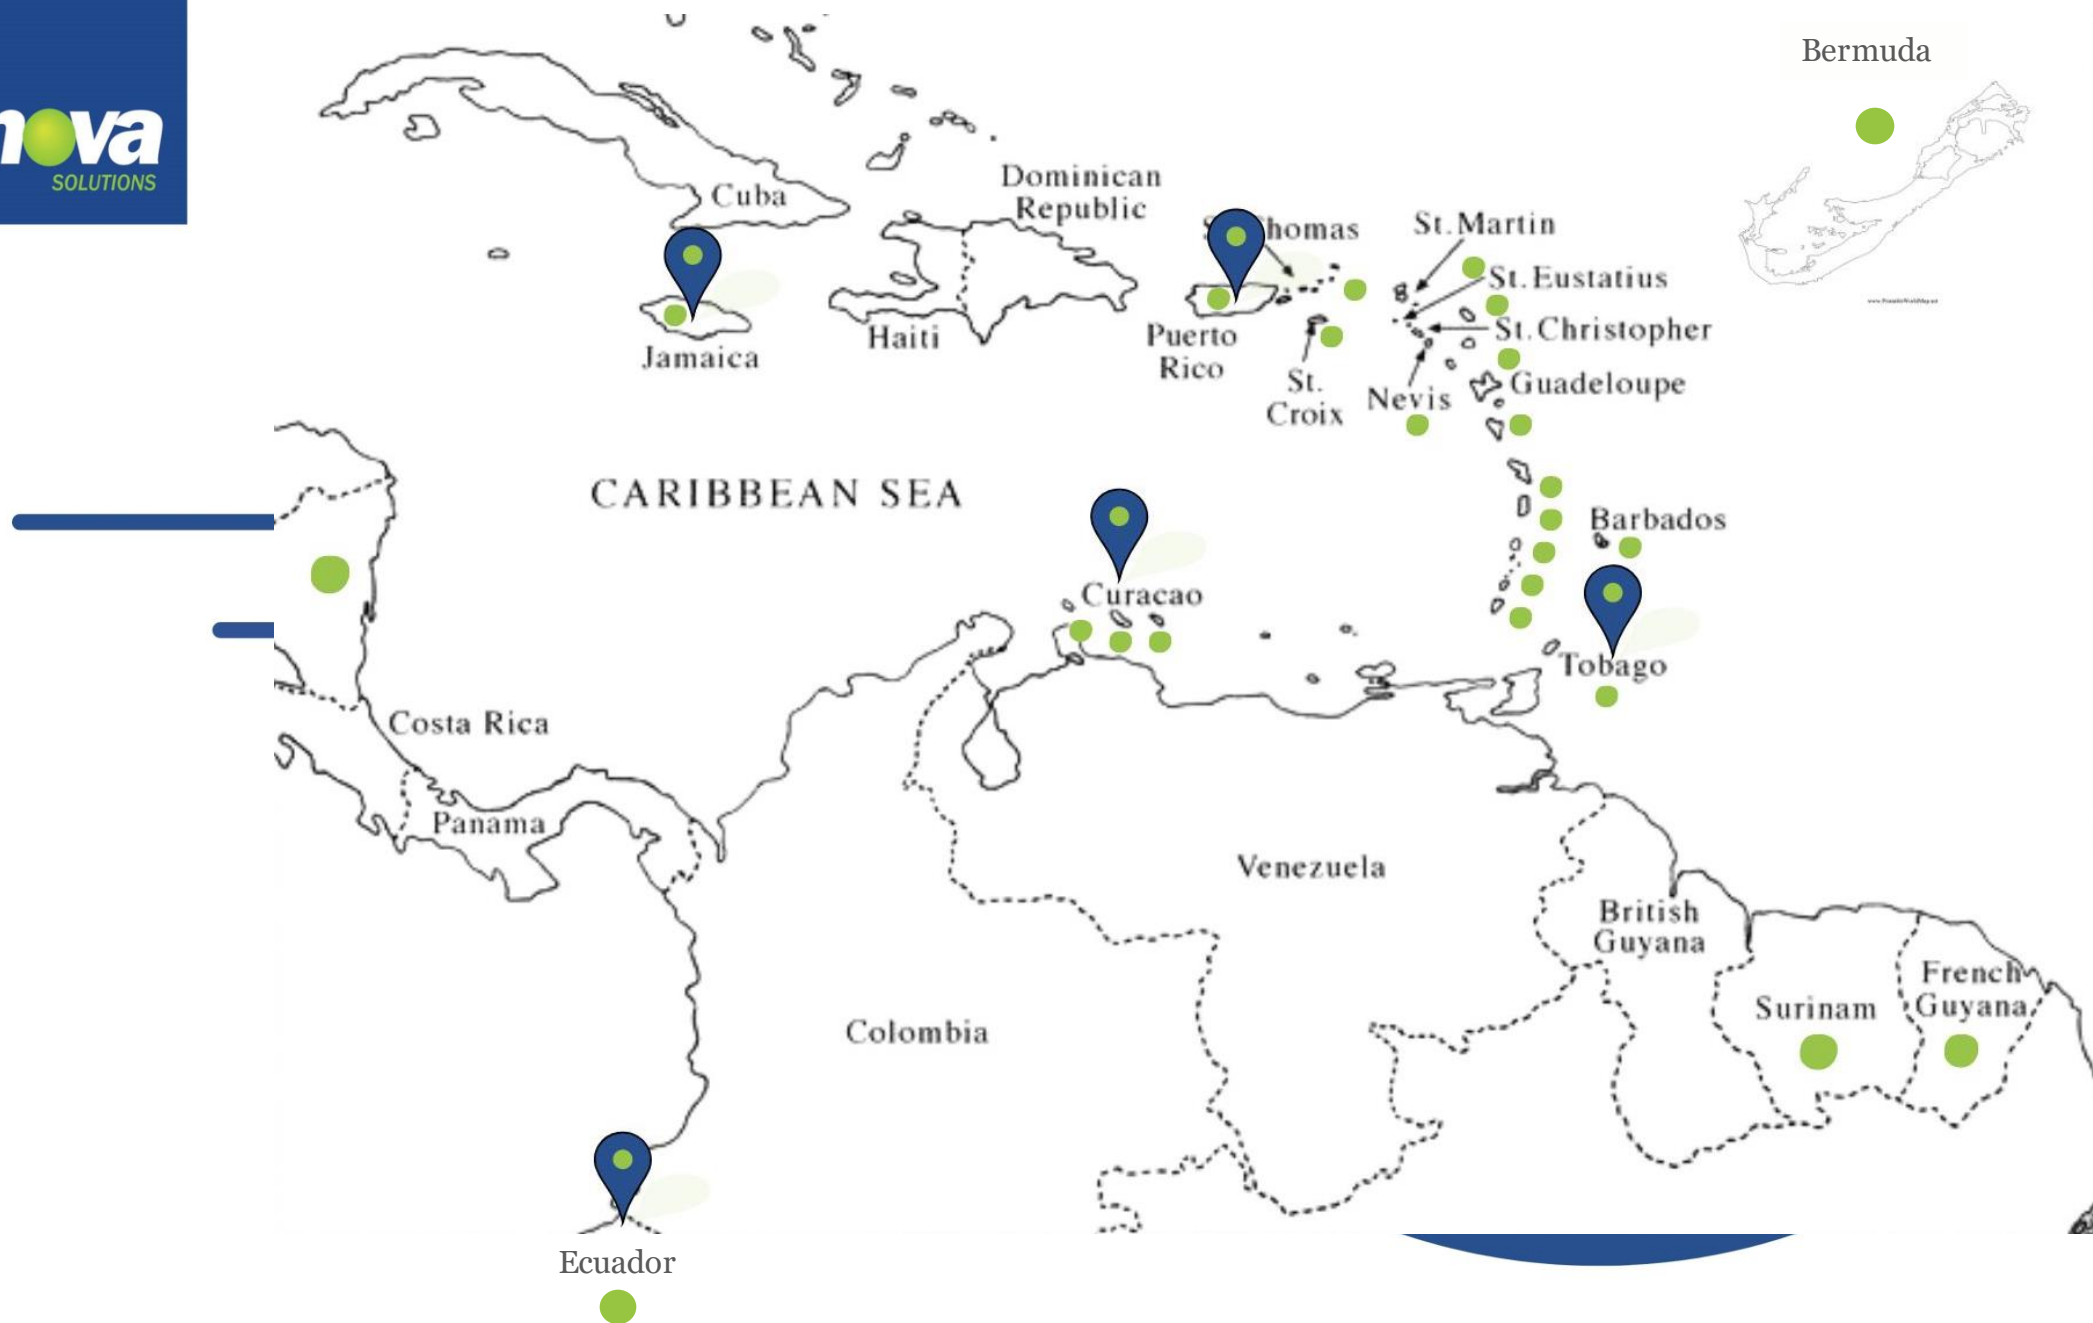 nova
SOLUTIONS
Bermuda
Cuba
Dominican
Republic
homas
St.Martin
St.Eustatius
St.Christopher
Jamaica
Haiti
Puerto
Rico
St.
Croix
Nevis
Guadeloupe
CARIBBEAN SEA
Barbados
Curacao
Tobago
Costa Rica
Panama
Venezuela
British
Guyana
Colombia
Surinam
French
Guyana
Ecuador